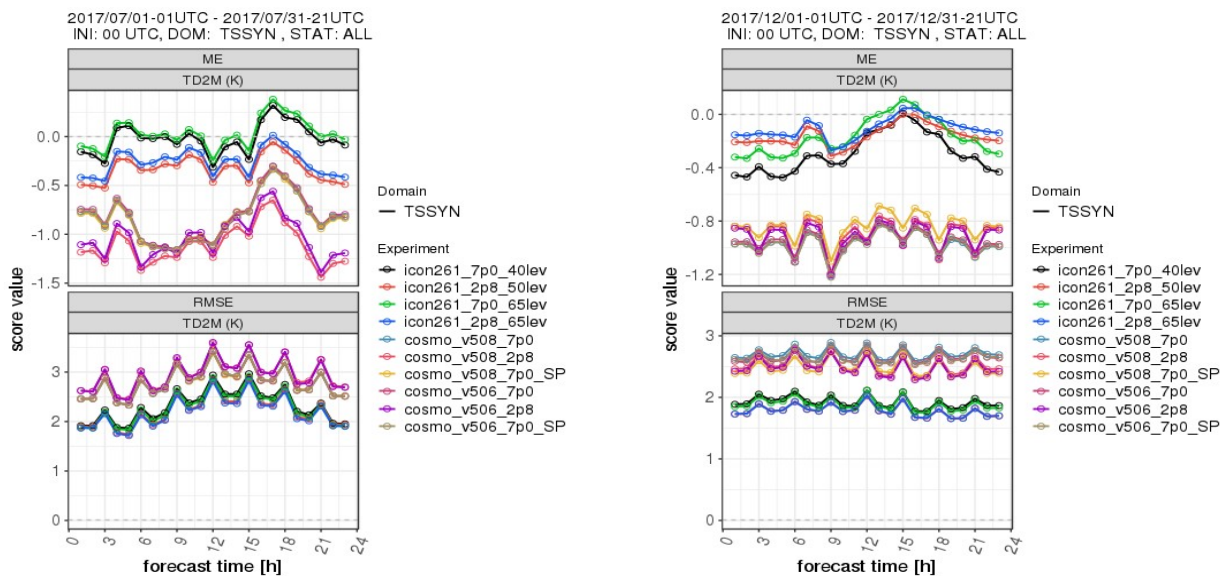 2017/07/01-01UTC - 2017/07/31-21UTC
INI: 00 UTC, DOM: TSSYN , STAT: ALL
ME
TD2M (K)
0.0
-0.5
-1.0
-1.5
RMSE
TD2M (K)
3
2
1
0
score value
0 3 6 9 12 15 18 21 24
forecast time [h]
Domain
TSSYN
Experiment
icon261_7p0_40lev
icon261_2p8_50lev
icon261_7p0_65lev
icon261_2p8_65lev
cosmo_v508_7p0
cosmo_v508_2p8
cosmo_v508_7p0_SP
cosmo_v506_7p0
cosmo_v506_2p8
cosmo_v506_7p0_SP
2017/12/01-01UTC - 2017/12/31-21UTC
INI: 00 UTC, DOM: TSSYN , STAT: ALL
ME
TD2M (K)
0.0
-0.4
-0.8
-1.2
RMSE
TD2M (K)
3
2
1
0
score value
0 3 6 9 12 15 18 21 24
forecast time [h]
Domain
TSSYN
Experiment
icon261_7p0_40lev
icon261_2p8_50lev
icon261_7p0_65lev
icon261_2p8_65lev
cosmo_v508_7p0
cosmo_v508_2p8
cosmo_v508_7p0_SP
cosmo_v506_7p0
cosmo_v506_2p8
cosmo_v506_7p0_SP